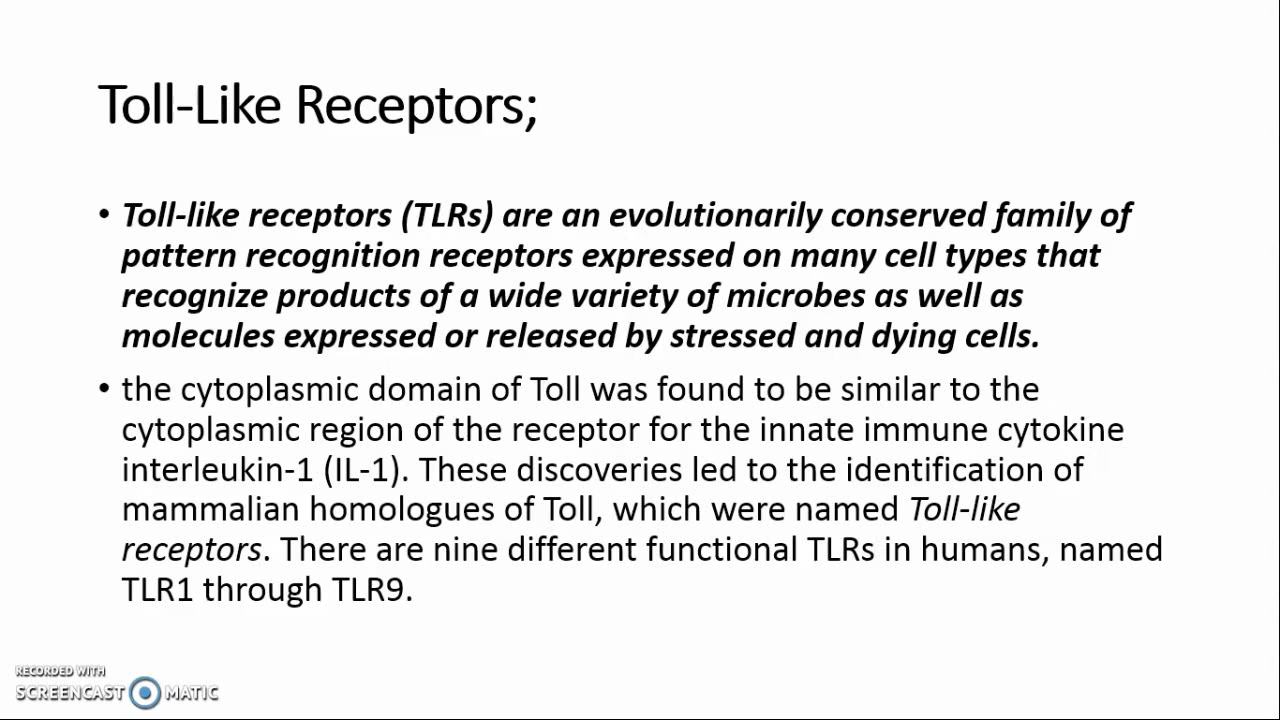 Toll-Like Receptors;
• Toll-like receptors (TLRs) are an evolutionarily conserved family of
pattern recognition receptors expressed on many cell types that
recognize products of a wide variety of microbes as well as
molecules expressed or released by stressed and dying cells.
• the cytoplasmic domain of Toll was found to be similar to the
cytoplasmic region of the receptor for the innate immune cytokine
interleukin-1 (IL-1). These discoveries led to the identification of
mammalian homologues of Toll, which were named Toll-like
receptors. There are nine different functional TLRs in humans, named
TLR1 through TLR9.
RECORDED WITH
SCREENCAST MATIC